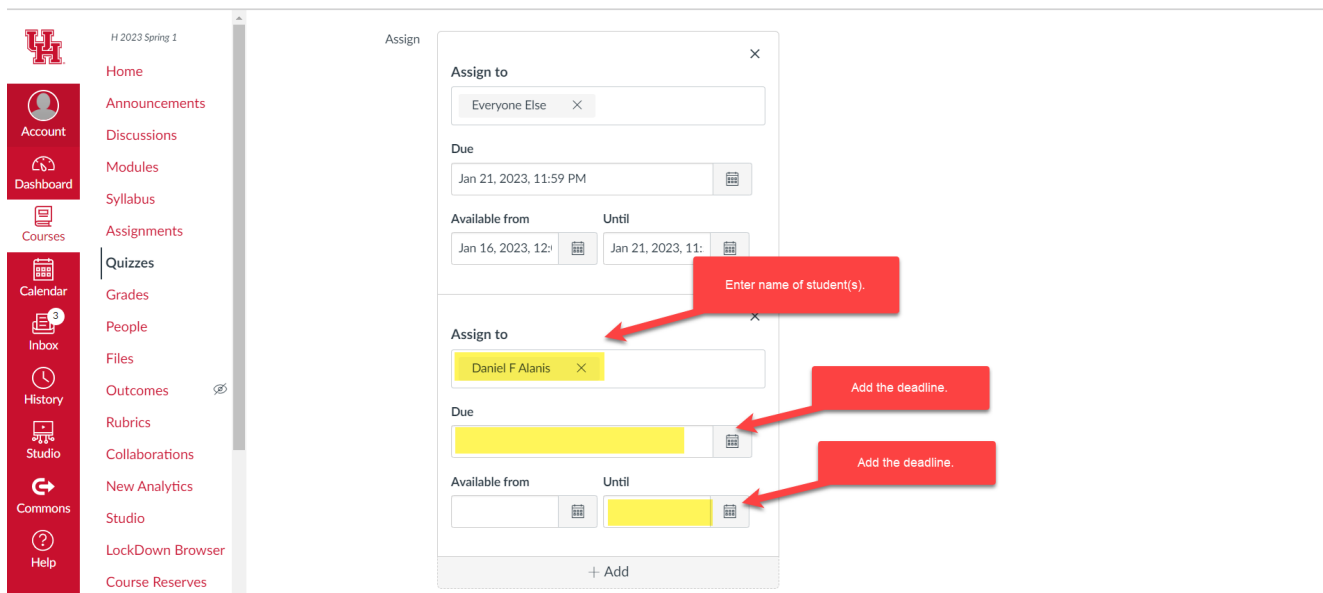 UH
Account
Dashboard
Courses
Calendar
3
Inbox
History
Studio
Commons
?
Help
H 2023 Spring 1
Home
Announcements
Discussions
Modules
Syllabus
Assignments
Quizzes
Grades
People
Files
Outcomes
Rubrics
Collaborations
New Analytics
Studio
LockDown Browser
Course Reserves
Assign
Assign to
Everyone Else
Due
Jan 21, 2023, 11:59 PM
Available from Until
Jan 16, 2023, 12: Jan 21, 2023, 11:
Enter name of student(s).
Assign to
Daniel F Alanis
Add the deadline.
Due
Add the deadline.
Available from Until
+ Add